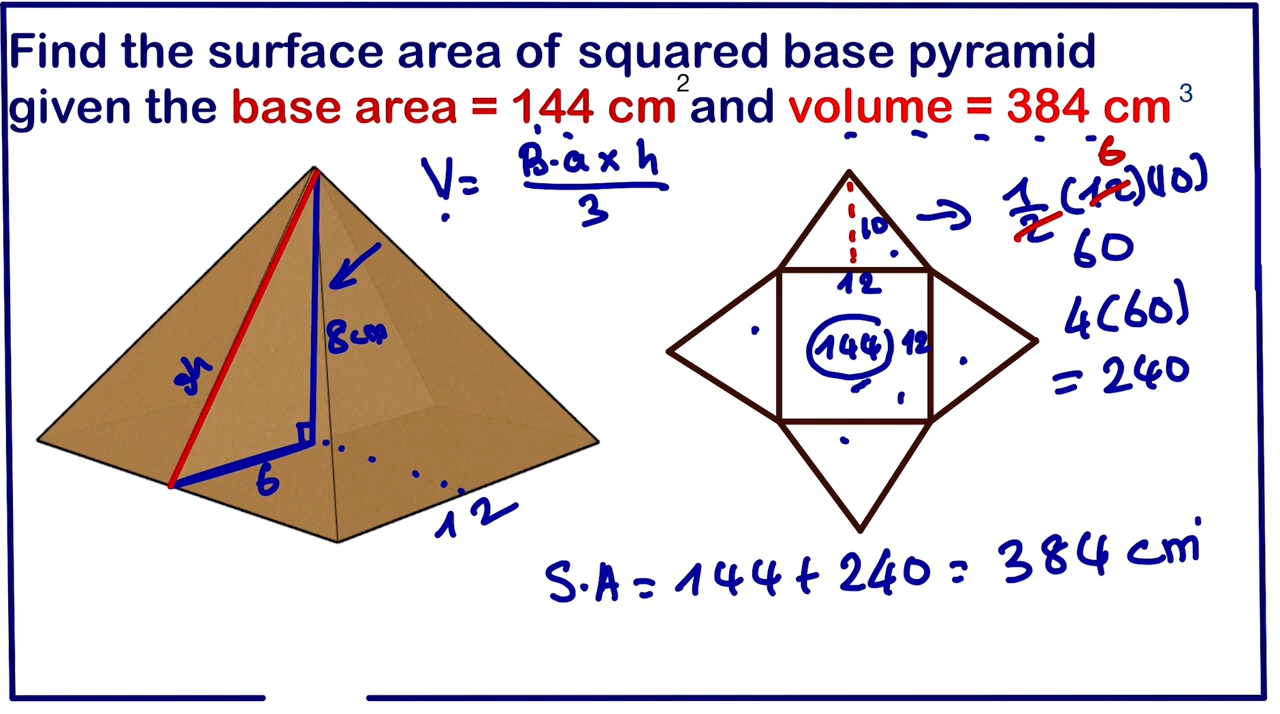 Find the surface area of squared base pyramid
given the base area = 144 cm² and volume = 384 cm³
V = B.a x h / 3
8cm
sh
6
12
10
12
144
12
1/2 (12)(10)
6
60
4(60)
= 240
S.A = 144 + 240 = 384 cm